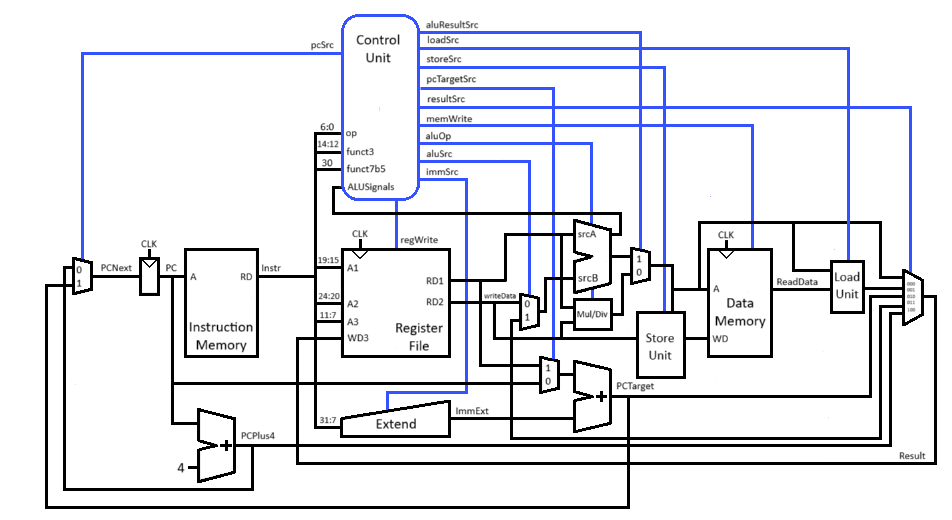 aluResultSrc
loadSrc
storeSrc
pcTargetSrc
resultSrc
memWrite
aluOp
aluSrc
immSrc
pcSrc
Control
Unit
6:0
op
14:12
funct3
30
funct7b5
ALUSignals
CLK
regWrite
CLK
CLK
PCNext
PC
0
1
A
RD
Instr
Instruction
Memory
19:15
A1
24:20
A2
11:7
A3
WD3
RD1
RD2
Register
File
writeData
0
1
srcA
srcB
Mul/Div
1
0
Store
Unit
A
WD
Data
Memory
ReadData
Load
Unit
000
001
010
011
100
1
0
+
PCTarget
31:7
Extend
ImmExt
4
+
PCPlus4
Result